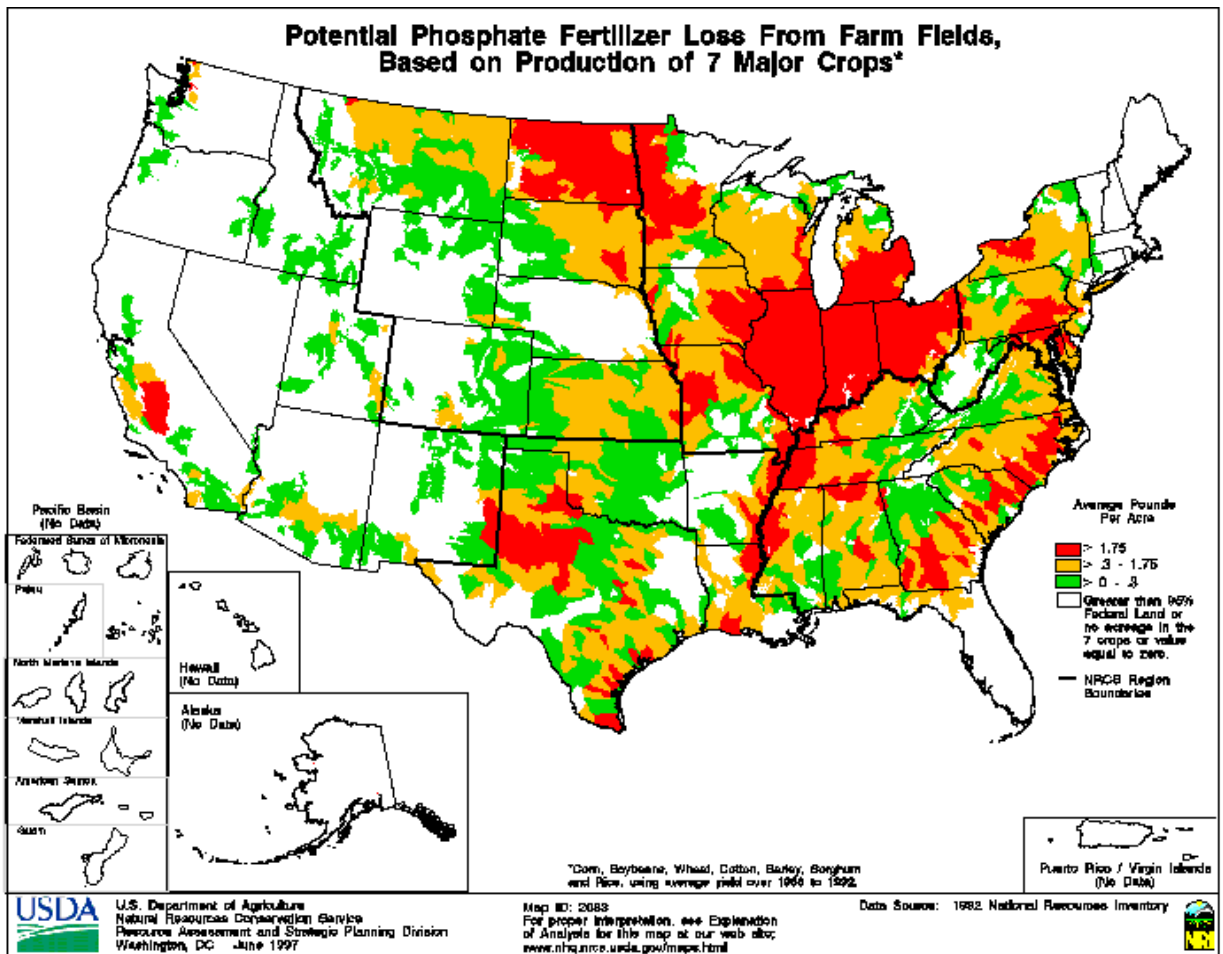 Potential Phosphate Fertilizer Loss From Farm Fields,
Based on Production of 7 Major Crops*
Pacific Basin
(No Data)
Federated States of Micronesia
Palau
North Mariana Islands
Marshall Islands
American Samoa
Guam
Hawaii
(No Data)
Alaska
(No Data)
Average Pounds
Per Acre
> 1.75
> .3 - 1.75
> 0 - .3
Greater than 95%
Federal Land or
no acreage in the
7 crops or value
equal to zero.
NRCS Region
Boundaries
Puerto Rico / Virgin Islands
(No Data)
*Corn, Soybeans, Wheat, Cotton, Barley, Sorghum
and Rice, using average yield over to 1992.
USDA
U.S. Department of Agriculture
Natural Resources Conservation Service
Resource Assessment and Strategic Planning Division
Washington, DC June 1997
Map ID: 2083
For proper interpretation, see Explanation
of Analysis for this map at our web site;
www.nhq.nrcs.usda.gov/maps.html
Data Source: 1992 National Resources Inventory